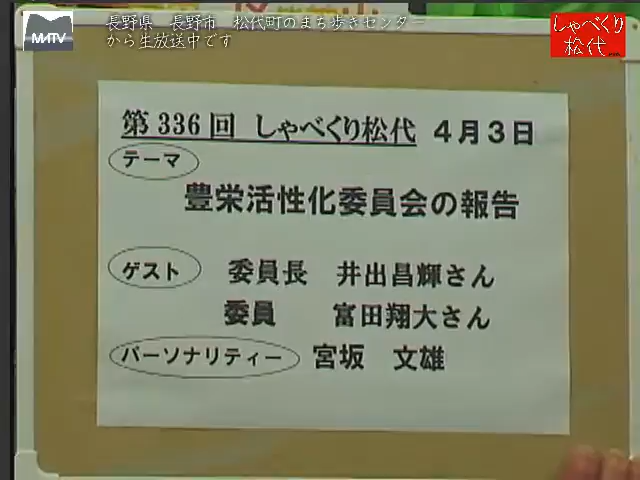 MATV
長野県 長野市 松代町のまち歩きセンター
から生放送中です
しゃべくり
松代
第336回 しゃべくり松代 4月3日
テーマ
豊栄活性化委員会の報告
ゲスト 委員長 井出昌輝さん
委員 富田翔大さん
パーソナリティー 宮坂 文雄